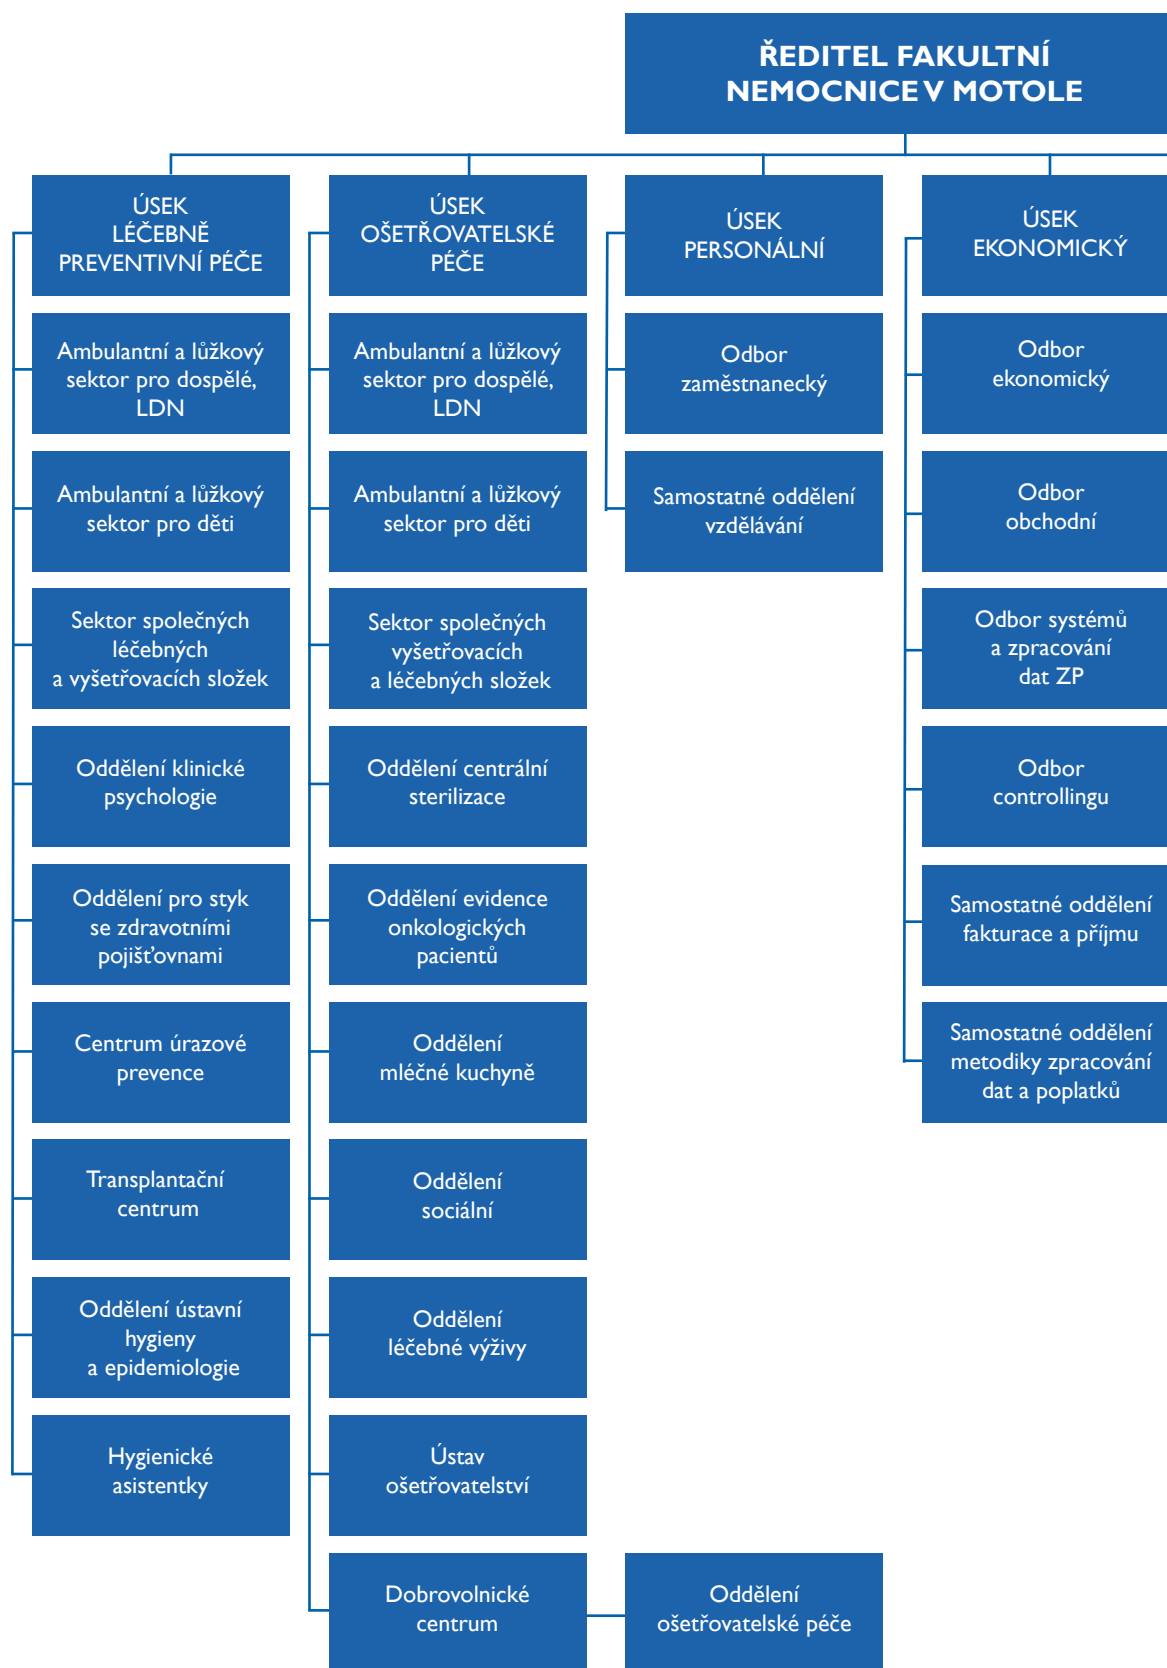 ŘEDITEL FAKULTNÍ
NEMOCNICE V MOTOLE
ÚSEK
LÉČEBNĚ
PREVENTIVNÍ PÉČE
Ambulantní a lůžkový
sektor pro dospělé,
LDN
Ambulantní a lůžkový
sektor pro děti
Sektor společných
léčebných
a vyšetřovacích složek
Oddělení klinické
psychologie
Oddělení pro styk
se zdravotními
pojišťovnami
Centrum úrazové
prevence
Transplantační
centrum
Oddělení ústavní
hygieny
a epidemiologie
Hygienické
asistentky
ÚSEK
OŠETŘOVATELSKÉ
PÉČE
Ambulantní a lůžkový
sektor pro dospělé,
LDN
Ambulantní a lůžkový
sektor pro děti
Sektor společných
vyšetřovacích
a léčebných složek
Oddělení centrální
sterilizace
Oddělení evidence
onkologických
pacientů
Oddělení
mléčné kuchyně
Oddělení
sociální
Oddělení
léčebné výživy
Ústav
ošetřovatelství
Dobrovolnické
centrum
Oddělení
ošetřovatelské péče
ÚSEK
PERSONÁLNÍ
Odbor
zaměstnanecký
Samostatné oddělení
vzdělávání
ÚSEK
EKONOMICKÝ
Odbor
ekonomický
Odbor
obchodní
Odbor systémů
a zpracování
dat ZP
Odbor
controllingu
Samostatné oddělení
fakturace a příjmu
Samostatné oddělení
metodiky zpracování
dat a poplatků